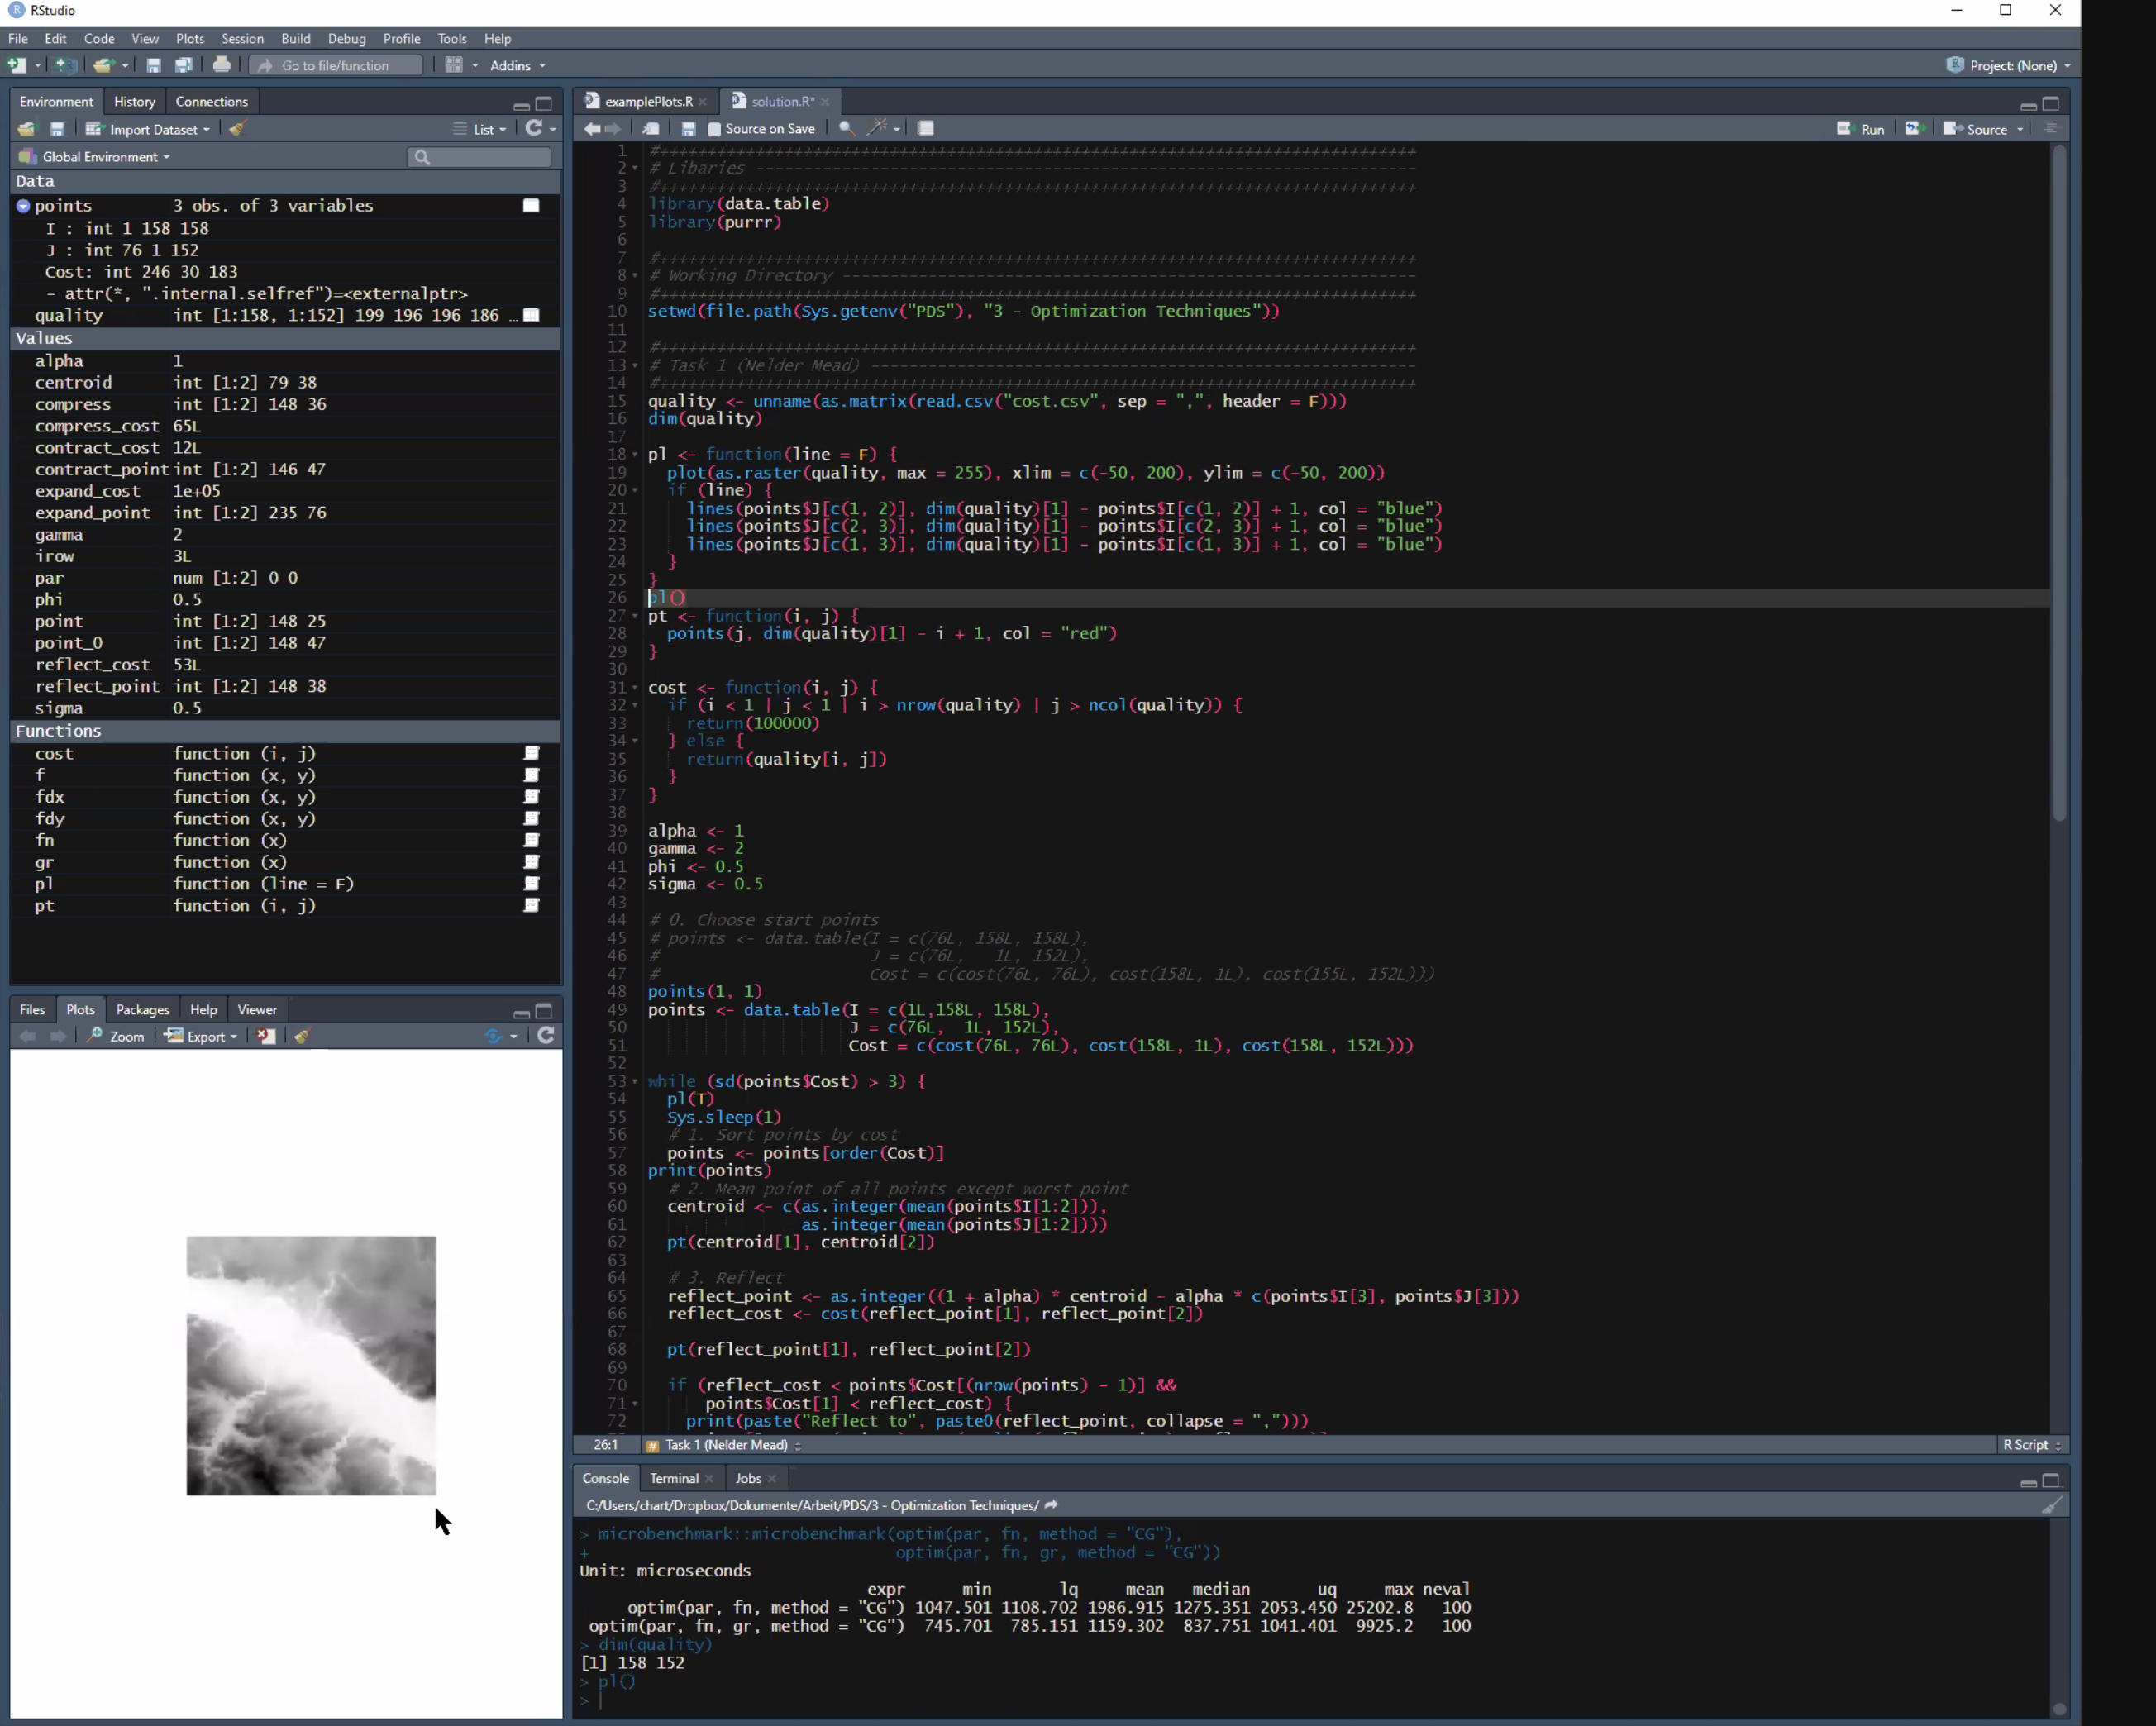 RStudio
File Edit Code View Plots Session Build Debug Profile Tools Help
Go to file/function Addins Project: (None)
Environment History Connections
Import Dataset List
Global Environment
Data
points 3 obs. of 3 variables
I : int 1 158 158
J : int 76 1 152
Cost: int 246 30 183
- attr(*, ".internal.selfref")=<externalptr>
quality int [1:158, 1:152] 199 196 196 186 …
Values
alpha 1
centroid int [1:2] 79 38
compress int [1:2] 148 36
compress_cost 65L
contract_cost 12L
contract_point int [1:2] 146 47
expand_cost 1e+05
expand_point int [1:2] 235 76
gamma 2
irow 3L
par num [1:2] 0 0
phi 0.5
point int [1:2] 148 25
point_0 int [1:2] 148 47
reflect_cost 53L
reflect_point int [1:2] 148 38
sigma 0.5
Functions
cost function (i, j)
f function (x, y)
fdx function (x, y)
fdy function (x, y)
fn function (x)
gr function (x)
pl function (line = F)
pt function (i, j)
Files Plots Packages Help Viewer
Zoom Export
examplePlots.R solution.R*
Source on Save Run Source
1 #++++++++++++++++++++++++++++++++++++++++++++++++++++++++++++++++++++++++++++++
2 # Libaries ---------------------------------------------------------------------
3 #++++++++++++++++++++++++++++++++++++++++++++++++++++++++++++++++++++++++++++++
4 library(data.table)
5 library(purrr)
6
7 #++++++++++++++++++++++++++++++++++++++++++++++++++++++++++++++++++++++++++++++
8 # Working Directory ------------------------------------------------------------
9 #++++++++++++++++++++++++++++++++++++++++++++++++++++++++++++++++++++++++++++++
10 setwd(file.path(Sys.getenv("PDS"), "3 - Optimization Techniques"))
11
12 #++++++++++++++++++++++++++++++++++++++++++++++++++++++++++++++++++++++++++++++
13 # Task 1 (Nelder Mead) ---------------------------------------------------------
14 #++++++++++++++++++++++++++++++++++++++++++++++++++++++++++++++++++++++++++++++
15 quality <- unname(as.matrix(read.csv("cost.csv", sep = ",", header = F)))
16 dim(quality)
17
18 pl <- function(line = F) {
19 plot(as.raster(quality, max = 255), xlim = c(-50, 200), ylim = c(-50, 200))
20 if (line) {
21 lines(points$J[c(1, 2)], dim(quality)[1] - points$I[c(1, 2)] + 1, col = "blue")
22 lines(points$J[c(2, 3)], dim(quality)[1] - points$I[c(2, 3)] + 1, col = "blue")
23 lines(points$J[c(1, 3)], dim(quality)[1] - points$I[c(1, 3)] + 1, col = "blue")
24 }
25 }
26 pl()
27 pt <- function(i, j) {
28 points(j, dim(quality)[1] - i + 1, col = "red")
29 }
30
31 cost <- function(i, j) {
32 if (i < 1 | j < 1 | i > nrow(quality) | j > ncol(quality)) {
33 return(100000)
34 } else {
35 return(quality[i, j])
36 }
37 }
38
39 alpha <- 1
40 gamma <- 2
41 phi <- 0.5
42 sigma <- 0.5
43
44 # 0. Choose start points
45 # points <- data.table(I = c(76L, 158L, 158L),
46 # J = c(76L, 1L, 152L),
47 # Cost = c(cost(76L, 76L), cost(158L, 1L), cost(155L, 152L)))
48 points(1, 1)
49 points <- data.table(I = c(1L,158L, 158L),
50 J = c(76L, 1L, 152L),
51 Cost = c(cost(76L, 76L), cost(158L, 1L), cost(158L, 152L)))
52
53 while (sd(points$Cost) > 3) {
54 pl(T)
55 Sys.sleep(1)
56 # 1. Sort points by cost
57 points <- points[order(Cost)]
58 print(points)
59 # 2. Mean point of all points except worst point
60 centroid <- c(as.integer(mean(points$I[1:2])),
61 as.integer(mean(points$J[1:2])))
62 pt(centroid[1], centroid[2])
63
64 # 3. Reflect
65 reflect_point <- as.integer((1 + alpha) * centroid - alpha * c(points$I[3], points$J[3]))
66 reflect_cost <- cost(reflect_point[1], reflect_point[2])
67
68 pt(reflect_point[1], reflect_point[2])
69
70 if (reflect_cost < points$Cost[(nrow(points) - 1)] &&
71 points$Cost[1] < reflect_cost) {
72 print(paste("Reflect to", paste0(reflect_point, collapse = ",")))
26:1 Task 1 (Nelder Mead) R Script
Console Terminal Jobs
C:/Users/chart/Dropbox/Dokumente/Arbeit/PDS/3 - Optimization Techniques/
> microbenchmark::microbenchmark(optim(par, fn, method = "CG"),
+ optim(par, fn, gr, method = "CG"))
Unit: microseconds
expr min lq mean median uq max neval
optim(par, fn, method = "CG") 1047.501 1108.702 1986.915 1275.351 2053.450 25202.8 100
optim(par, fn, gr, method = "CG") 745.701 785.151 1159.302 837.751 1041.401 9925.2 100
> dim(quality)
[1] 158 152
> pl()
>